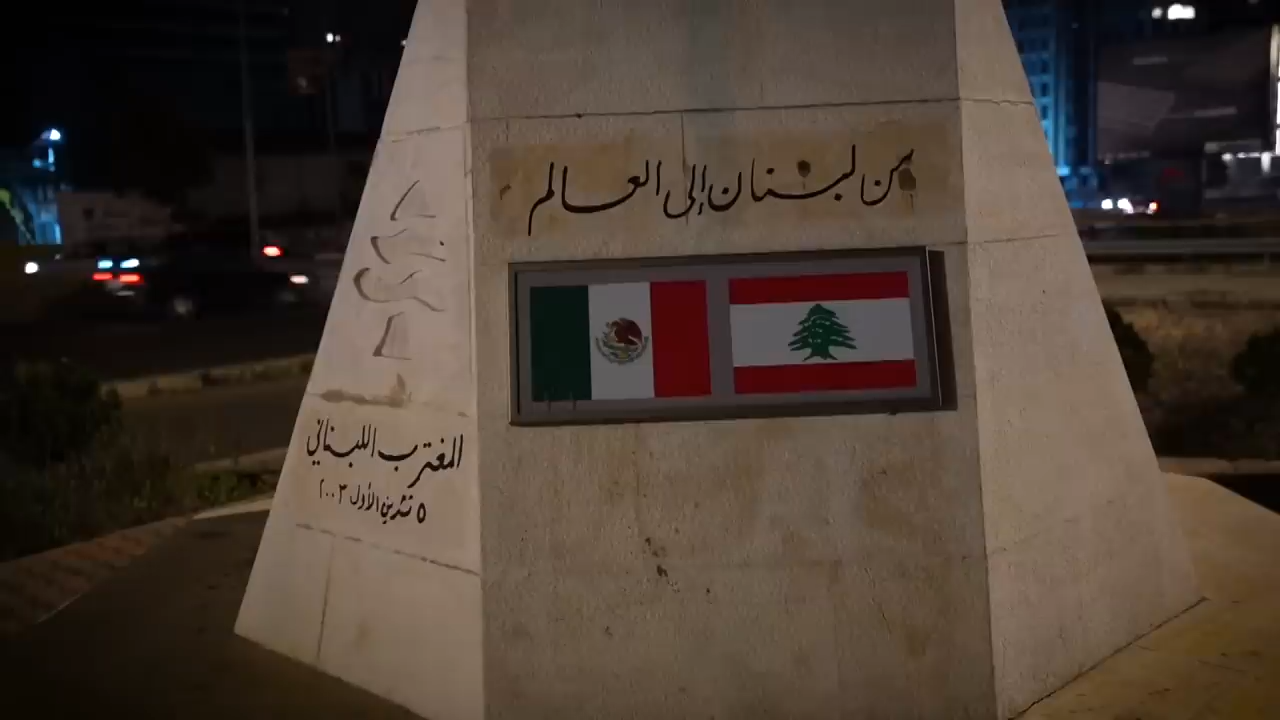 من لبنان إلى العالم
المغترب اللبناني
٥ تشرين الأول ٢٠٠٣